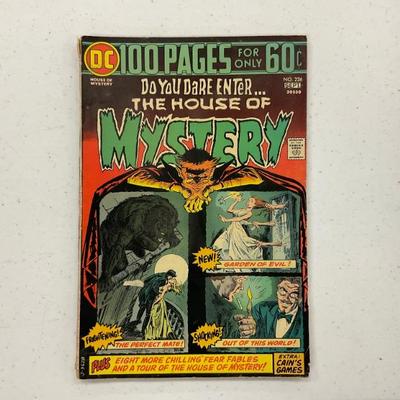 DC 100 PAGES FOR ONLY 60¢
HOUSE OF
MYSTERY
NO. 226
SEPT.
30550
DO YOU DARE ENTER...
THE HOUSE OF
MYSTERY
NEW!
GARDEN OF EVIL!
FRIGHTENING!
THE PERFECT MATE!
SHOCKING!
OUT OF THIS WORLD!
PLUS
EIGHT MORE CHILLING FEAR FABLES
AND A TOUR OF THE HOUSE OF MYSTERY!
EXTRA!
CAIN'S
GAMES